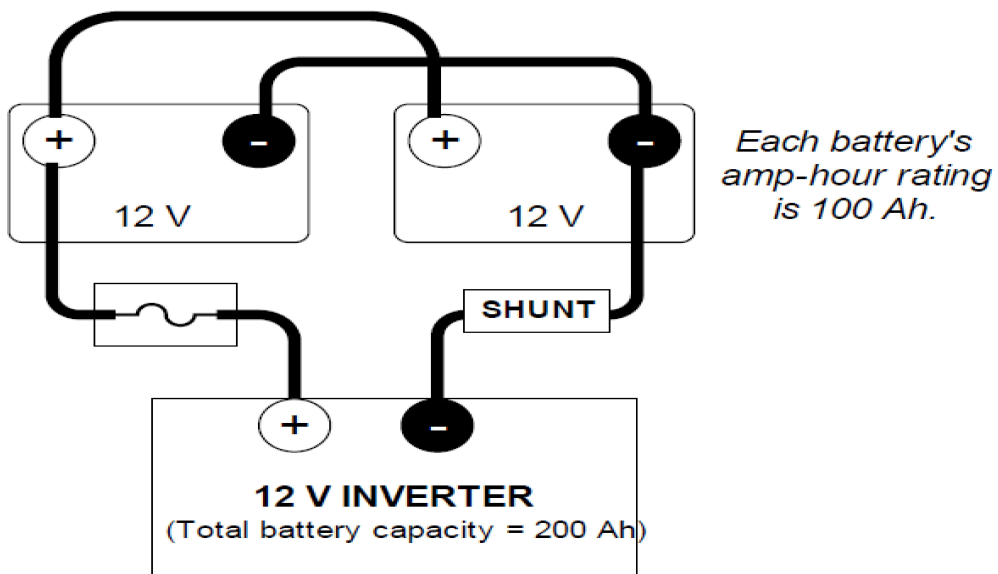 + - + -
12 V 12 V
Each battery's
amp-hour rating
is 100 Ah.
SHUNT
+ -
12 V INVERTER
(Total battery capacity = 200 Ah)